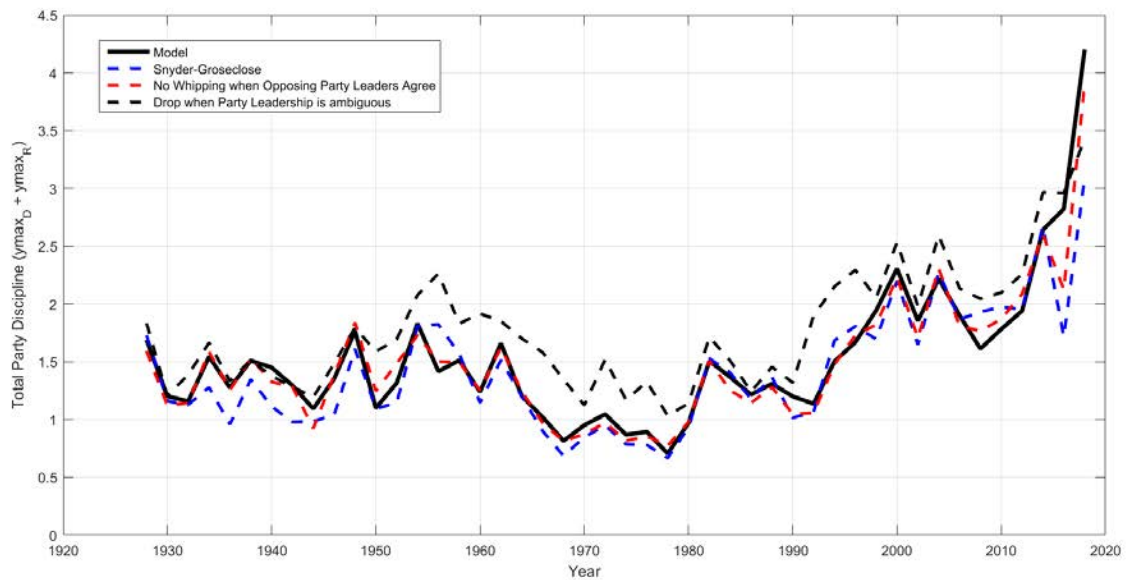 4.5
4
3.5
3
2.5
2
1.5
1
0.5
0
Total Party Discipline (ymax_D + ymax_R)
Model
Snyder-Groseclose
No Whipping when Opposing Party Leaders Agree
Drop when Party Leadership is ambiguous
1920 1930 1940 1950 1960 1970 1980 1990 2000 2010 2020
Year